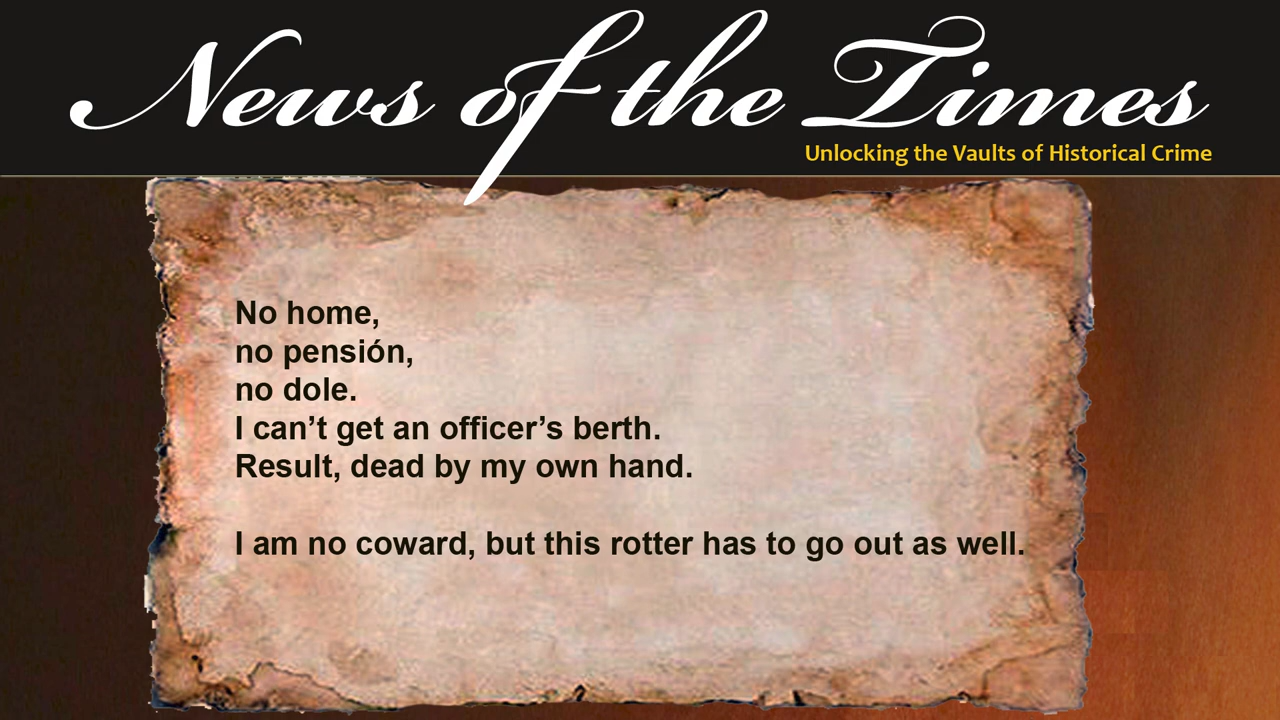 News of the Times
Unlocking the Vaults of Historical Crime
No home,
no pensión,
no dole.
I can’t get an officer’s berth.
Result, dead by my own hand.
I am no coward, but this rotter has to go out as well.